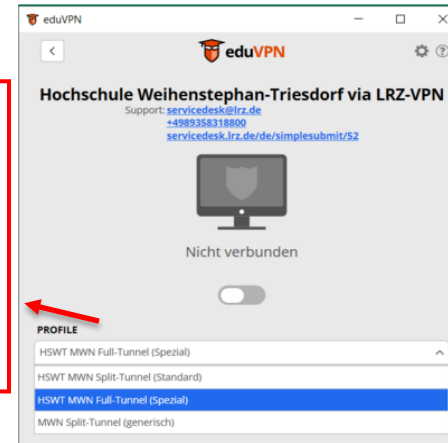 eduVPN
eduVPN
Hochschule Weihenstephan-Triesdorf via LRZ-VPN
Support: servicedesk@lrz.de
+4989358318800
servicedesk.lrz.de/de/simplesubmit/52
Nicht verbunden
PROFILE
HSWT MWN Full-Tunnel (Spezial)
HSWT MWN Split-Tunnel (Standard)
HSWT MWN Full-Tunnel (Spezial)
MWN Split-Tunnel (generisch)